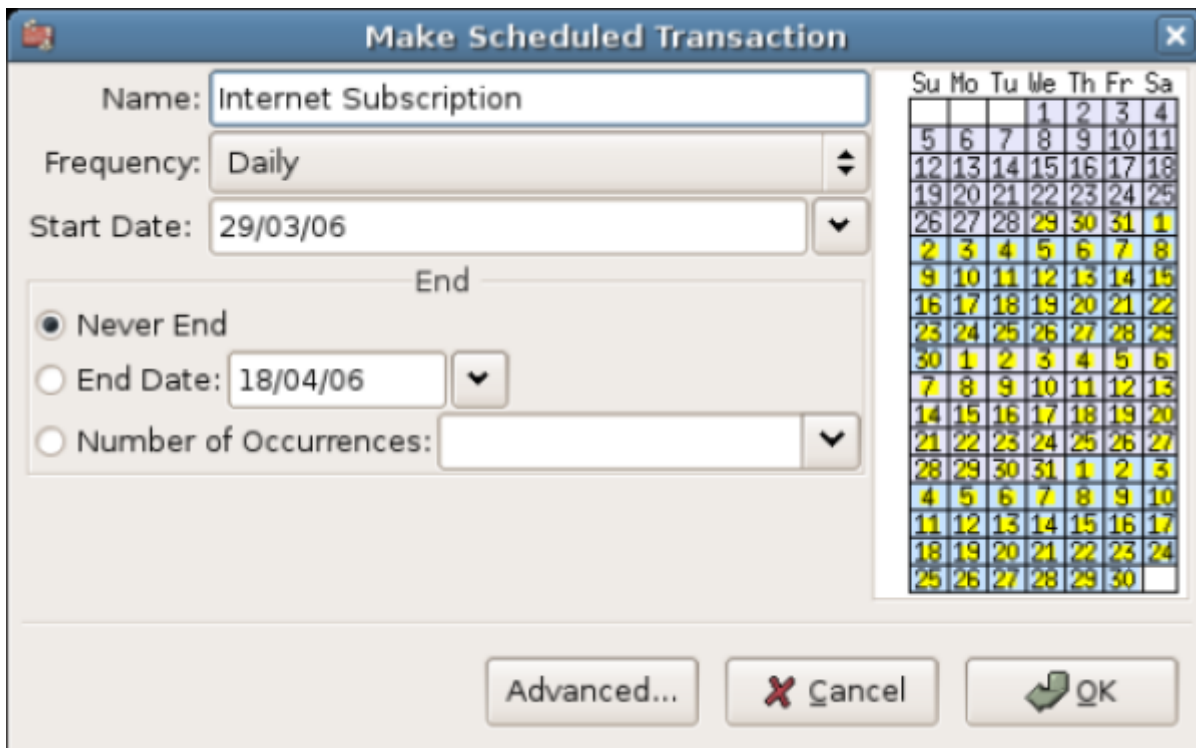 Make Scheduled Transaction
Name: Internet Subscription
Frequency: Daily
Start Date: 29/03/06
End
Never End
End Date: 18/04/06
Number of Occurrences:
Su Mo Tu We Th Fr Sa
1 2 3 4
5 6 7 8 9 10 11
12 13 14 15 16 17 18
19 20 21 22 23 24 25
26 27 28 29 30 31 1
2 3 4 5 6 7 8
9 10 11 12 13 14 15
16 17 18 19 20 21 22
23 24 25 26 27 28 29
30 1 2 3 4 5 6
7 8 9 10 11 12 13
14 15 16 17 18 19 20
21 22 23 24 25 26 27
28 29 30 31 1 2 3
4 5 6 7 8 9 10
11 12 13 14 15 16 17
18 19 20 21 22 23 24
25 26 27 28 29 30
Advanced... Cancel OK